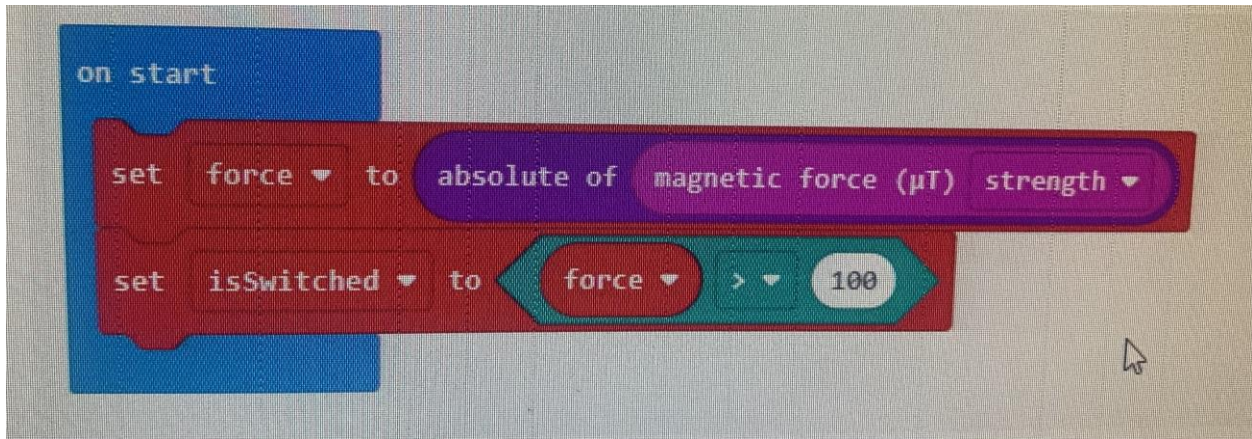 on start
set force to absolute of magnetic force (µT) strength
set isSwitched to force > 100